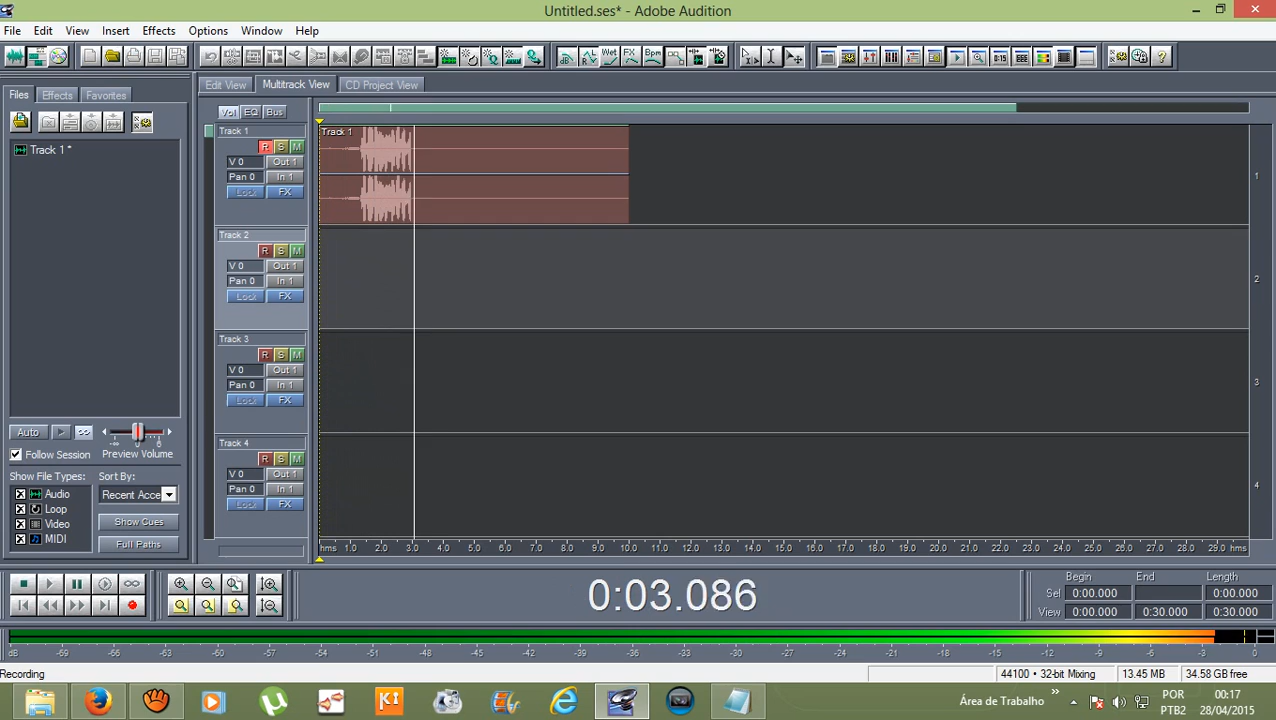 Untitled.ses* - Adobe Audition
File Edit View Insert Effects Options Window Help
Wet FX Bpm
Edit View Multitrack View CD Project View
Files Effects Favorites
Vol EQ Bus
Track 1 *
Track 1
R S M
V 0 Out 1
Pan 0 In 1
Lock FX
Track 1
1
Track 2
R S M
V 0 Out 1
Pan 0 In 1
Lock FX
2
Track 3
R S M
V 0 Out 1
Pan 0 In 1
Lock FX
3
Track 4
R S M
V 0 Out 1
Pan 0 In 1
Lock FX
4
Auto
-∞ 0 6
Follow Session Preview Volume
Show File Types: Sort By:
Audio Recent Acce
Loop
Video Show Cues
MIDI Full Paths
hms 1.0 2.0 3.0 4.0 5.0 6.0 7.0 8.0 9.0 10.0 11.0 12.0 13.0 14.0 15.0 16.0 17.0 18.0 19.0 20.0 21.0 22.0 23.0 24.0 25.0 26.0 27.0 28.0 29.0 hms
0:03.086
Begin End Length
Sel 0:00.000 0:00.000
View 0:00.000 0:30.000 0:30.000
dB -69 -66 -63 -60 -57 -54 -51 -48 -45 -42 -39 -36 -33 -30 -27 -24 -21 -18 -15 -12 -9 -6 -3 0
Recording 44100 • 32-bit Mixing 13.45 MB 34.58 GB free
KI
Área de Trabalho
POR
PTB2
00:17
28/04/2015